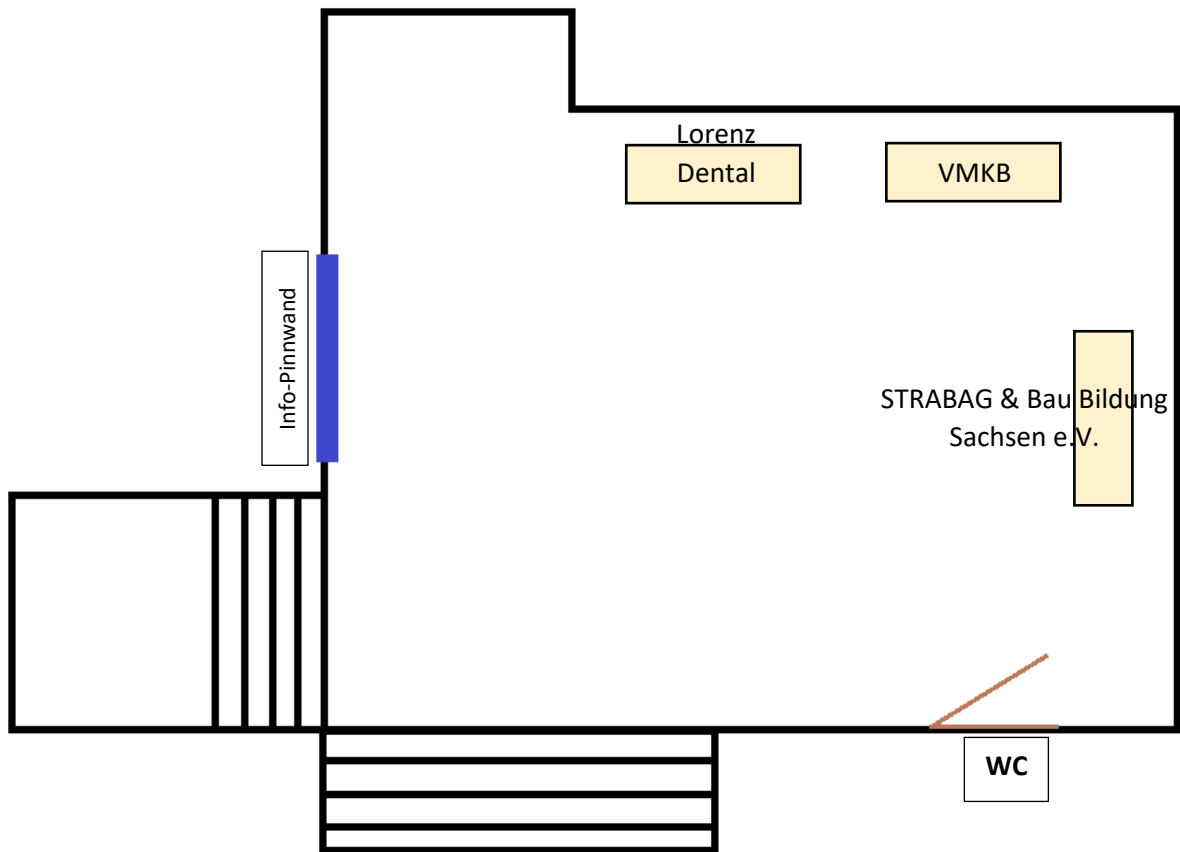 Lorenz
Dental
VMKB
Info-Pinnwand
STRABAG & Bau Bildung
Sachsen e.V.
WC